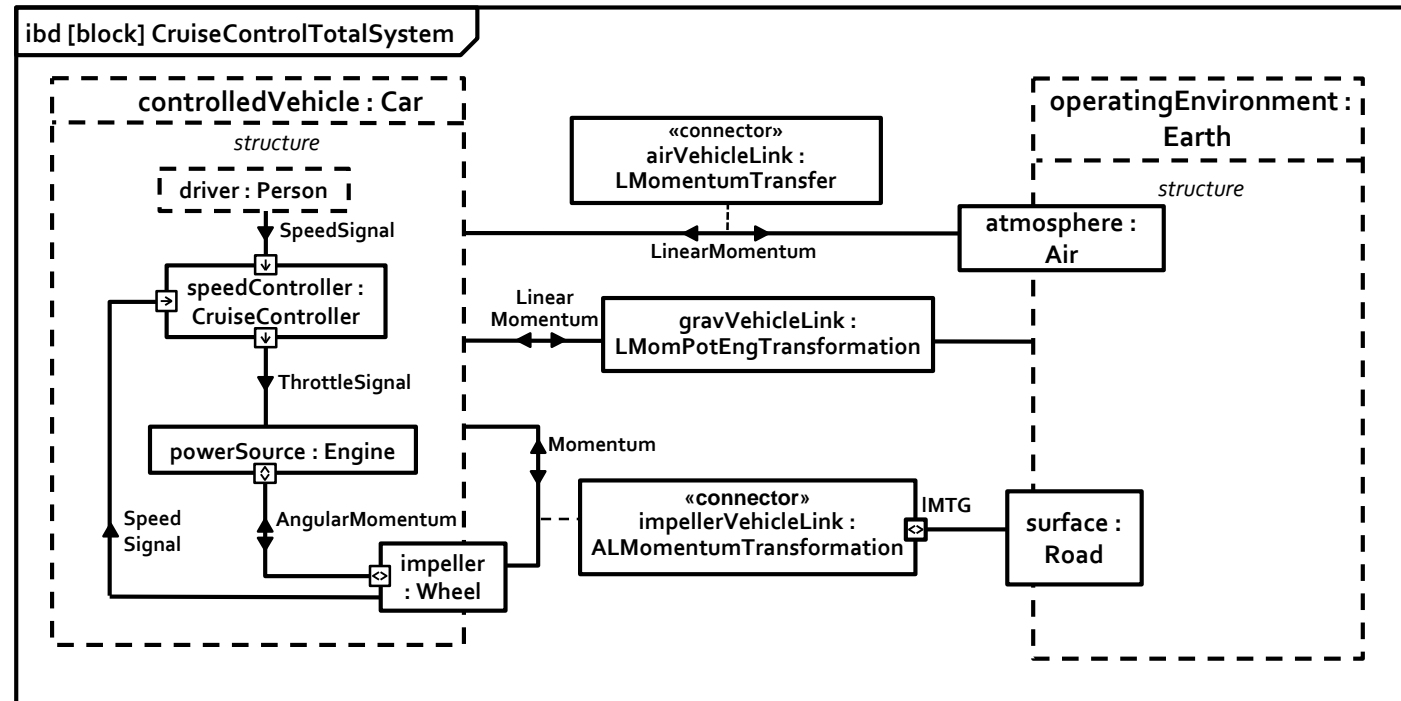 ibd [block] CruiseControlTotalSystem
controlledVehicle : Car
structure
driver : Person
SpeedSignal
speedController :
CruiseController
ThrottleSignal
powerSource : Engine
Speed
Signal
AngularMomentum
impeller
: Wheel
«connector»
airVehicleLink :
LMomentumTransfer
LinearMomentum
Linear
Momentum
gravVehicleLink :
LMomPotEngTransformation
Momentum
«connector»
impellerVehicleLink :
ALMomentumTransformation
IMTG
operatingEnvironment :
Earth
structure
atmosphere :
Air
surface :
Road